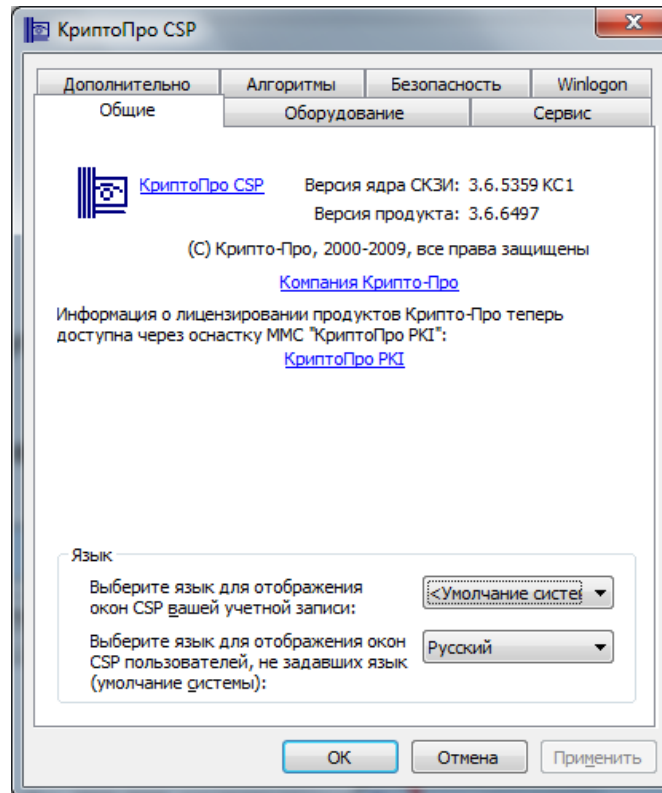 КриптоПро CSP
Дополнительно Алгоритмы Безопасность Winlogon
Общие Оборудование Сервис
КриптоПро CSP Версия ядра СКЗИ: 3.6.5359 КС1
Версия продукта: 3.6.6497
(С) Крипто-Про, 2000-2009, все права защищены
Компания Крипто-Про
Информация о лицензировании продуктов Крипто-Про теперь
доступна через оснастку ММС "КриптоПро PKI":
КриптоПро PKI
Язык
Выберите язык для отображения
окон CSP вашей учетной записи:
<Умолчание систе
Выберите язык для отображения окон
CSP пользователей, не задавших язык
(умолчание системы):
Русский
ОК Отмена Применить